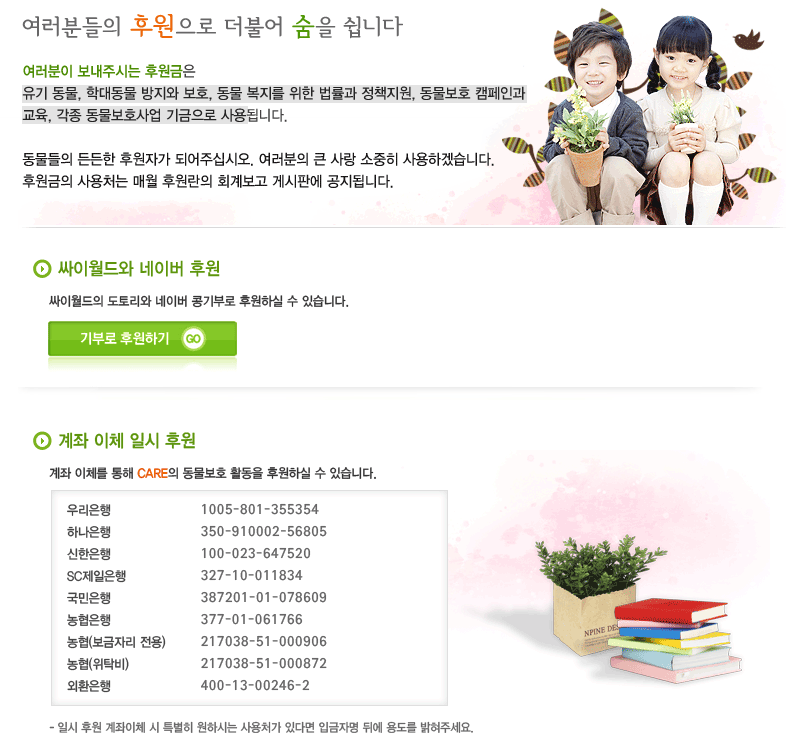 여러분들의 후원으로 더불어 숨을 쉽니다
여러분이 보내주시는 후원금은
유기 동물, 학대동물 방지와 보호, 동물 복지를 위한 법률과 정책지원, 동물보호 캠페인과
교육, 각종 동물보호사업 기금으로 사용됩니다.
동물들의 든든한 후원자가 되어주십시오, 여러분의 큰 사랑 소중히 사용하겠습니다.
후원금의 사용처는 매월 후원란의 회계보고 게시판에 공지됩니다.
싸이월드와 네이버 후원
싸이월드의 도토리와 네이버 콩기부로 후원하실 수 있습니다.
기부로 후원하기 GO
계좌 이체 일시 후원
계좌 이체를 통해 CARE의 동물보호 활동을 후원하실 수 있습니다.
우리은행 1005-801-355354
하나은행 350-910002-56805
신한은행 100-023-647520
SC제일은행 327-10-011834
국민은행 387201-01-078609
농협은행 377-01-061766
농협(보금자리 전용) 217038-51-000906
농협(위탁비) 217038-51-000872
외환은행 400-13-00246-2
NPINE DES
- 일시 후원 계좌이체 시 특별히 원하시는 사용처가 있다면 입금자명 뒤에 용도를 밝혀주세요.